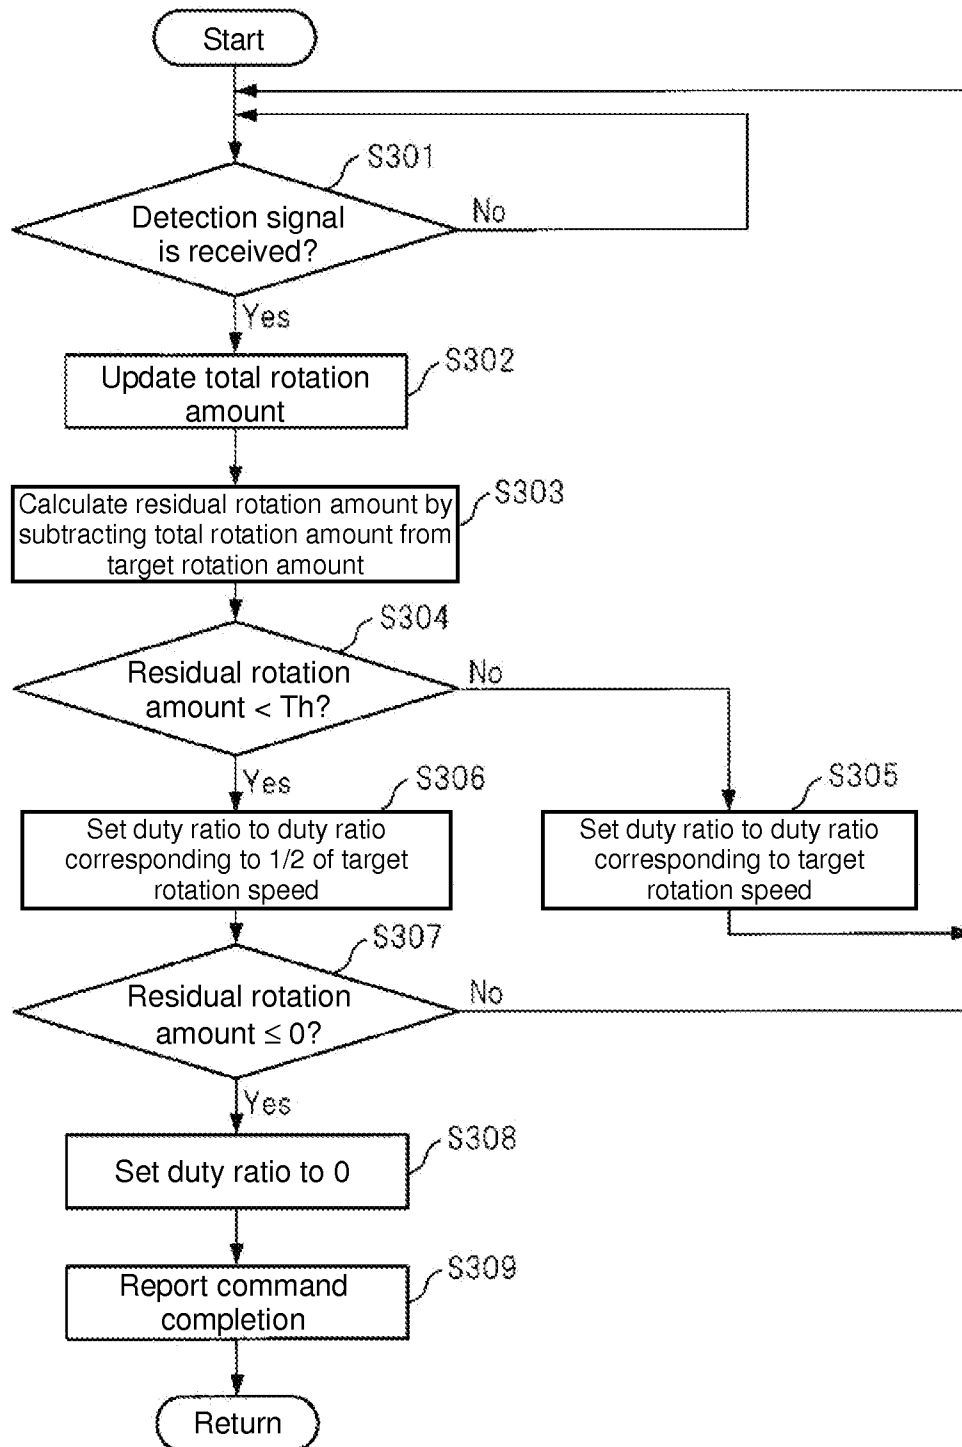 Start
S301
Detection signal
is received?
No
Yes
S302
Update total rotation
amount
S303
Calculate residual rotation amount by
subtracting total rotation amount from
target rotation amount
S304
Residual rotation
amount < Th?
No
Yes
S306
Set duty ratio to duty ratio
corresponding to 1/2 of target
rotation speed
S305
Set duty ratio to duty ratio
corresponding to target
rotation speed
S307
Residual rotation
amount ≤ 0?
No
Yes
S308
Set duty ratio to 0
S309
Report command
completion
Return